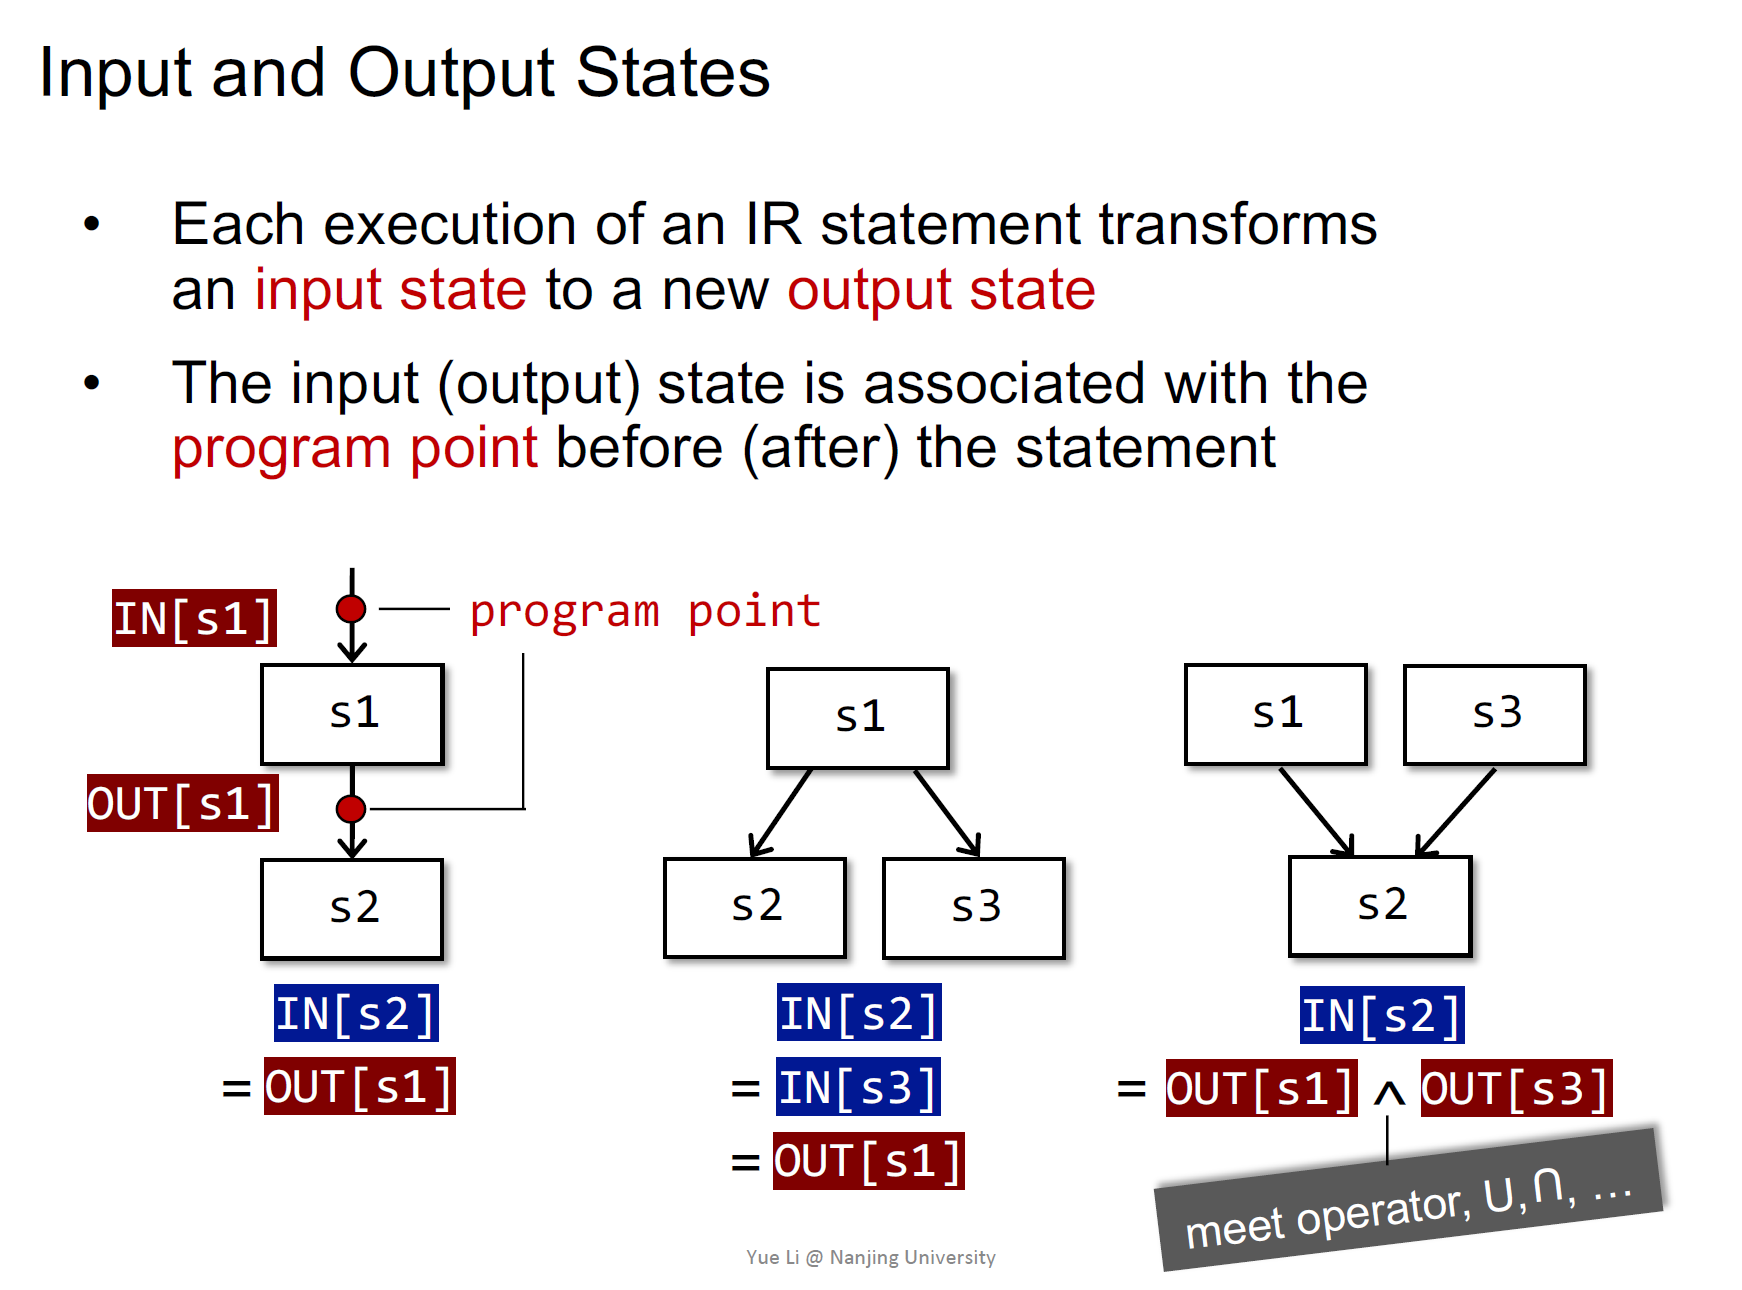 Input and Output States
• Each execution of an IR statement transforms
an input state to a new output state
• The input (output) state is associated with the
program point before (after) the statement
IN[s1]
program point
s1
OUT[s1]
s2
IN[s2]
= OUT[s1]
s1
s2 s3
IN[s2]
= IN[s3]
= OUT[s1]
s1 s3
s2
IN[s2]
= OUT[s1] ^ OUT[s3]
meet operator, ∪,∩, ...
Yue Li @ Nanjing University